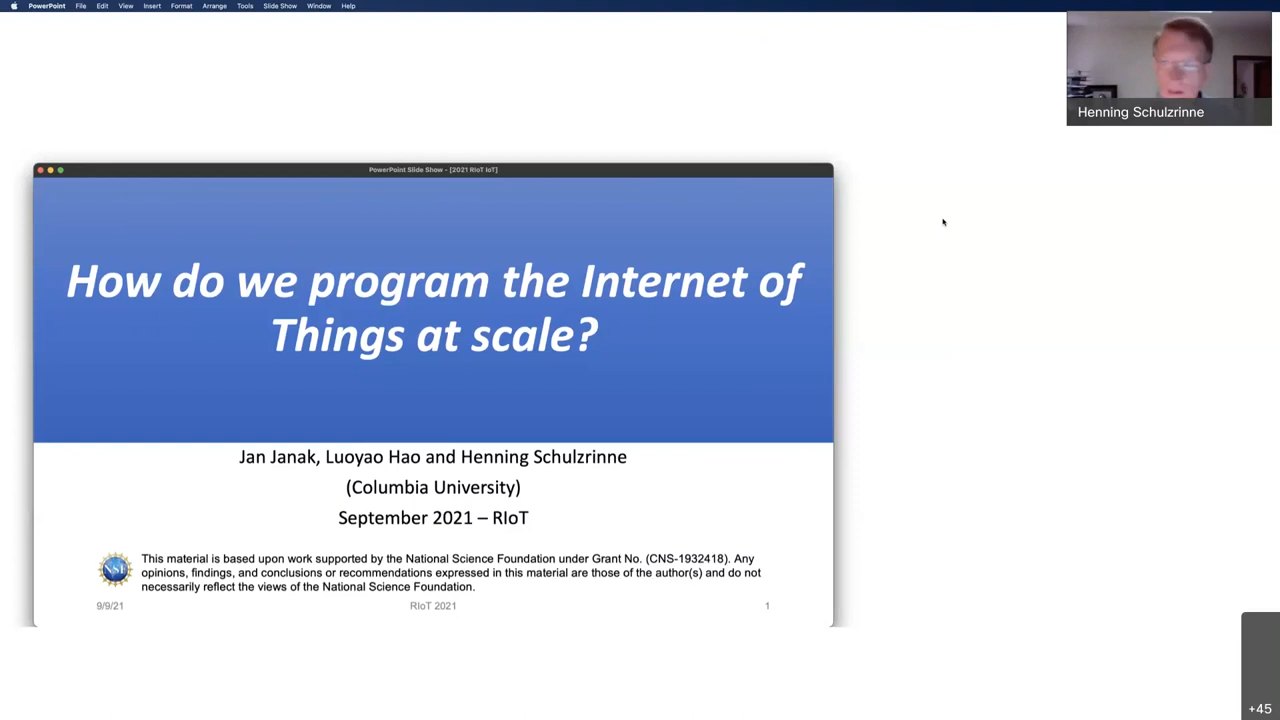 PowerPoint File Edit View Insert Format Arrange Tools Slide Show Window Help
Henning Schulzrinne
PowerPoint Slide Show - [2021 RIoT IoT]
How do we program the Internet of
Things at scale?
Jan Janak, Luoyao Hao and Henning Schulzrinne
(Columbia University)
September 2021 – RIoT
NSF
This material is based upon work supported by the National Science Foundation under Grant No. (CNS-1932418). Any
opinions, findings, and conclusions or recommendations expressed in this material are those of the author(s) and do not
necessarily reflect the views of the National Science Foundation.
9/9/21 RIoT 2021 1
+45